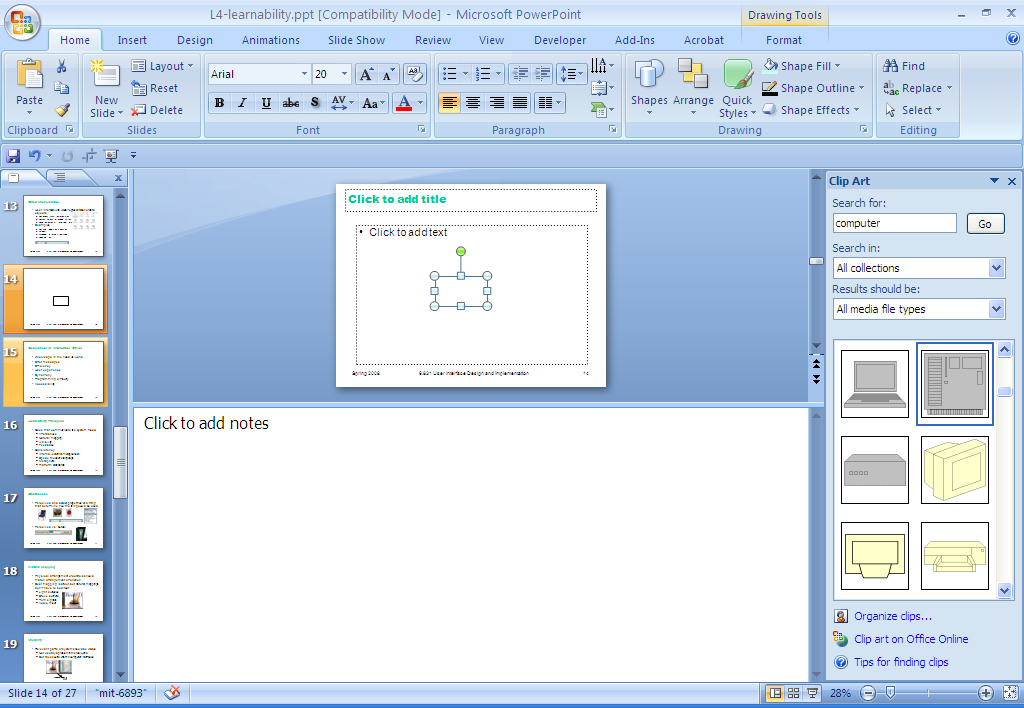 L4-learnability.ppt [Compatibility Mode] - Microsoft PowerPoint
Drawing Tools
Home Insert Design Animations Slide Show Review View Developer Add-Ins Acrobat Format
Paste
New
Slide
Layout
Reset
Delete
Arial 20
B I U abc S AV Aa A
Shapes
Arrange
Quick
Styles
Shape Fill
Shape Outline
Shape Effects
Find
Replace
Select
Clipboard Slides Font Paragraph Drawing Editing
13
14
15
16
17
18
19
Click to add title
• Click to add text
Spring 2008 6.831 User Interface Design and Implementation 14
Click to add notes
Clip Art
Search for:
computer
Go
Search in:
All collections
Results should be:
All media file types
Organize clips...
Clip art on Office Online
Tips for finding clips
Slide 14 of 27 "mit-6893" 28%